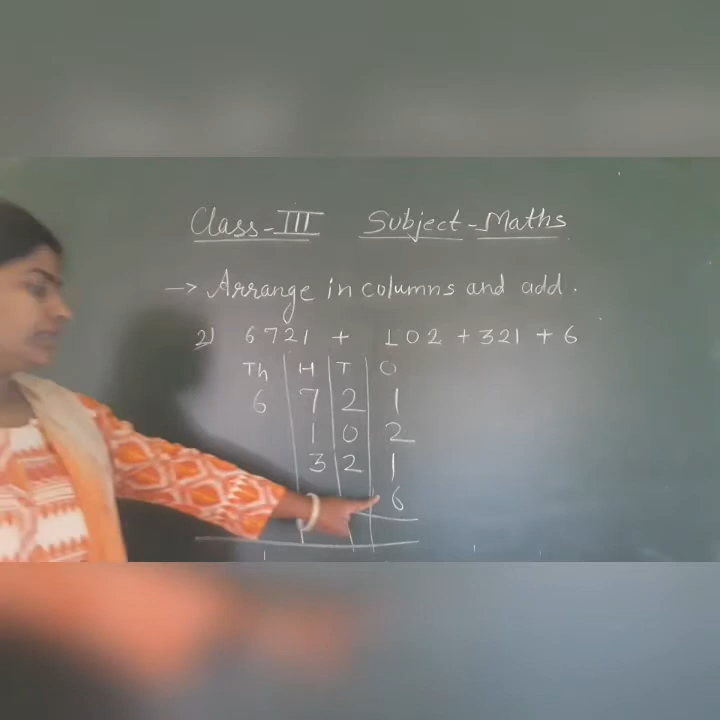 Class-III Subject-Maths
-> Arrange in columns and add.
2) 6721 + 102 + 321 + 6
Th H T O
6 7 2 1
1 0 2
3 2 1
6